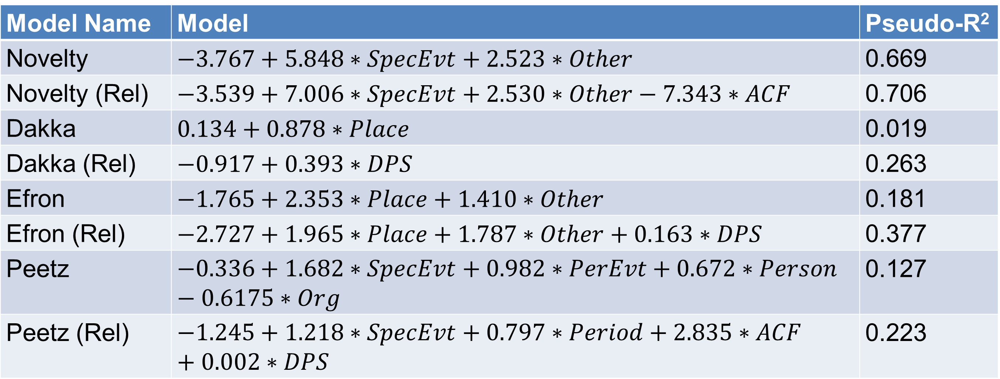 Model Name Model Pseudo-R²
Novelty −3.767 + 5.848 ∗ SpecEvt + 2.523 ∗ Other 0.669
Novelty (Rel) −3.539 + 7.006 ∗ SpecEvt + 2.530 ∗ Other − 7.343 ∗ ACF 0.706
Dakka 0.134 + 0.878 ∗ Place 0.019
Dakka (Rel) −0.917 + 0.393 ∗ DPS 0.263
Efron −1.765 + 2.353 ∗ Place + 1.410 ∗ Other 0.181
Efron (Rel) −2.727 + 1.965 ∗ Place + 1.787 ∗ Other + 0.163 ∗ DPS 0.377
Peetz −0.336 + 1.682 ∗ SpecEvt + 0.982 ∗ PerEvt + 0.672 ∗ Person 0.127
− 0.6175 ∗ Org
Peetz (Rel) −1.245 + 1.218 ∗ SpecEvt + 0.797 ∗ Period + 2.835 ∗ ACF 0.223
+ 0.002 ∗ DPS